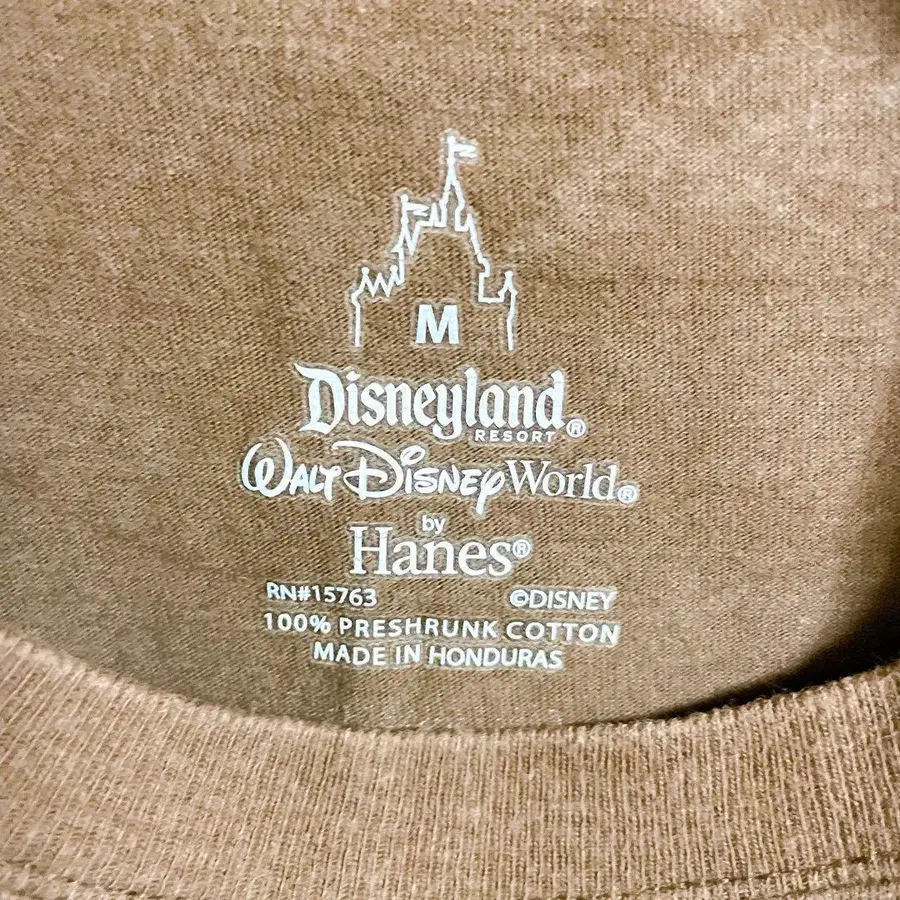 M
Disneyland®
RESORT
WALT DISNEY World®
by
Hanes®
RN#15763 ©DISNEY
100% PRESHRUNK COTTON
MADE IN HONDURAS